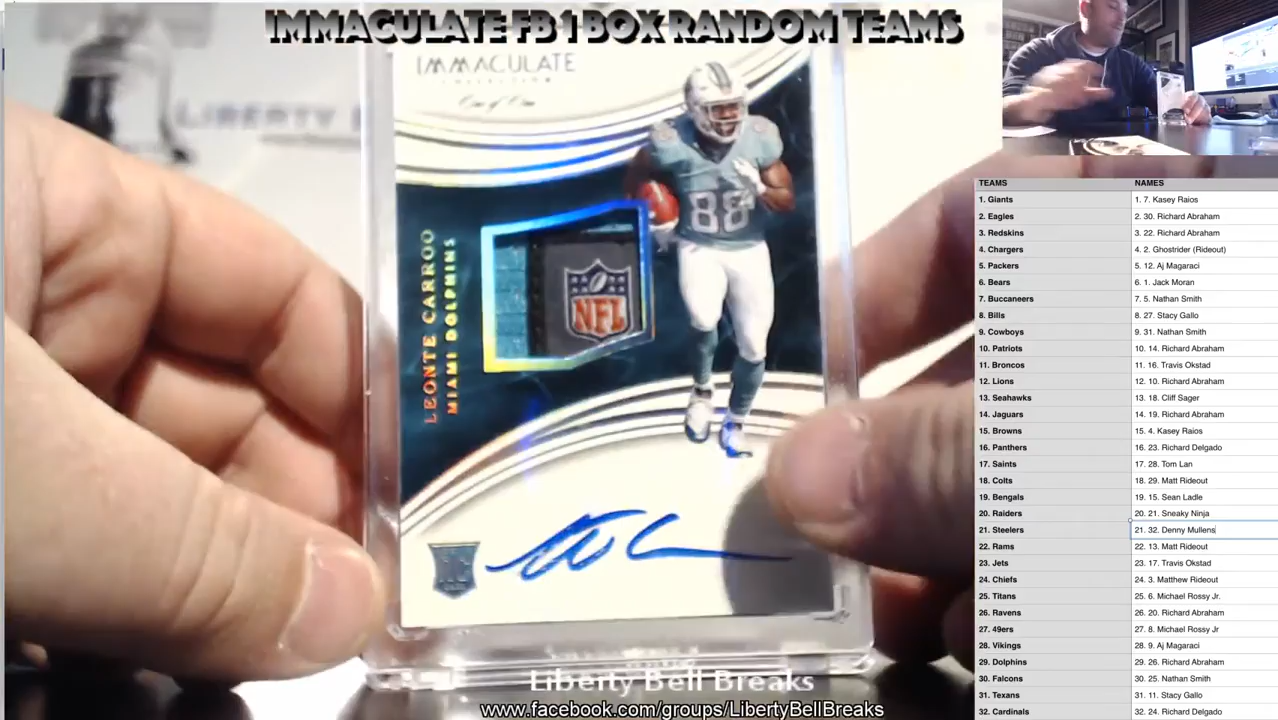 IMMACULATE FB 1 BOX RANDOM TEAMS
IMMACULATE
COLLECTION
One of One
LIBERTY B
88
NFL
LEONTE CARROO
MIAMI DOLPHINS
Liberty Bell Breaks
www.facebook.com/groups/LibertyBellBreaks
TEAMS NAMES
1. Giants 1. 7. Kasey Raios
2. Eagles 2. 30. Richard Abraham
3. Redskins 3. 22. Richard Abraham
4. Chargers 4. 2. Ghostrider (Rideout)
5. Packers 5. 12. Aj Magaraci
6. Bears 6. 1. Jack Moran
7. Buccaneers 7. 5. Nathan Smith
8. Bills 8. 27. Stacy Gallo
9. Cowboys 9. 31. Nathan Smith
10. Patriots 10. 14. Richard Abraham
11. Broncos 11. 16. Travis Okstad
12. Lions 12. 10. Richard Abraham
13. Seahawks 13. 18. Cliff Sager
14. Jaguars 14. 19. Richard Abraham
15. Browns 15. 4. Kasey Raios
16. Panthers 16. 23. Richard Delgado
17. Saints 17. 28. Tom Lan
18. Colts 18. 29. Matt Rideout
19. Bengals 19. 15. Sean Ladle
20. Raiders 20. 21. Sneaky Ninja
21. Steelers 21. 32. Denny Mullens
22. Rams 22. 13. Matt Rideout
23. Jets 23. 17. Travis Okstad
24. Chiefs 24. 3. Matthew Rideout
25. Titans 25. 6. Michael Rossy Jr.
26. Ravens 26. 20. Richard Abraham
27. 49ers 27. 8. Michael Rossy Jr
28. Vikings 28. 9. Aj Magaraci
29. Dolphins 29. 26. Richard Abraham
30. Falcons 30. 25. Nathan Smith
31. Texans 31. 11. Stacy Gallo
32. Cardinals 32. 24. Richard Delgado